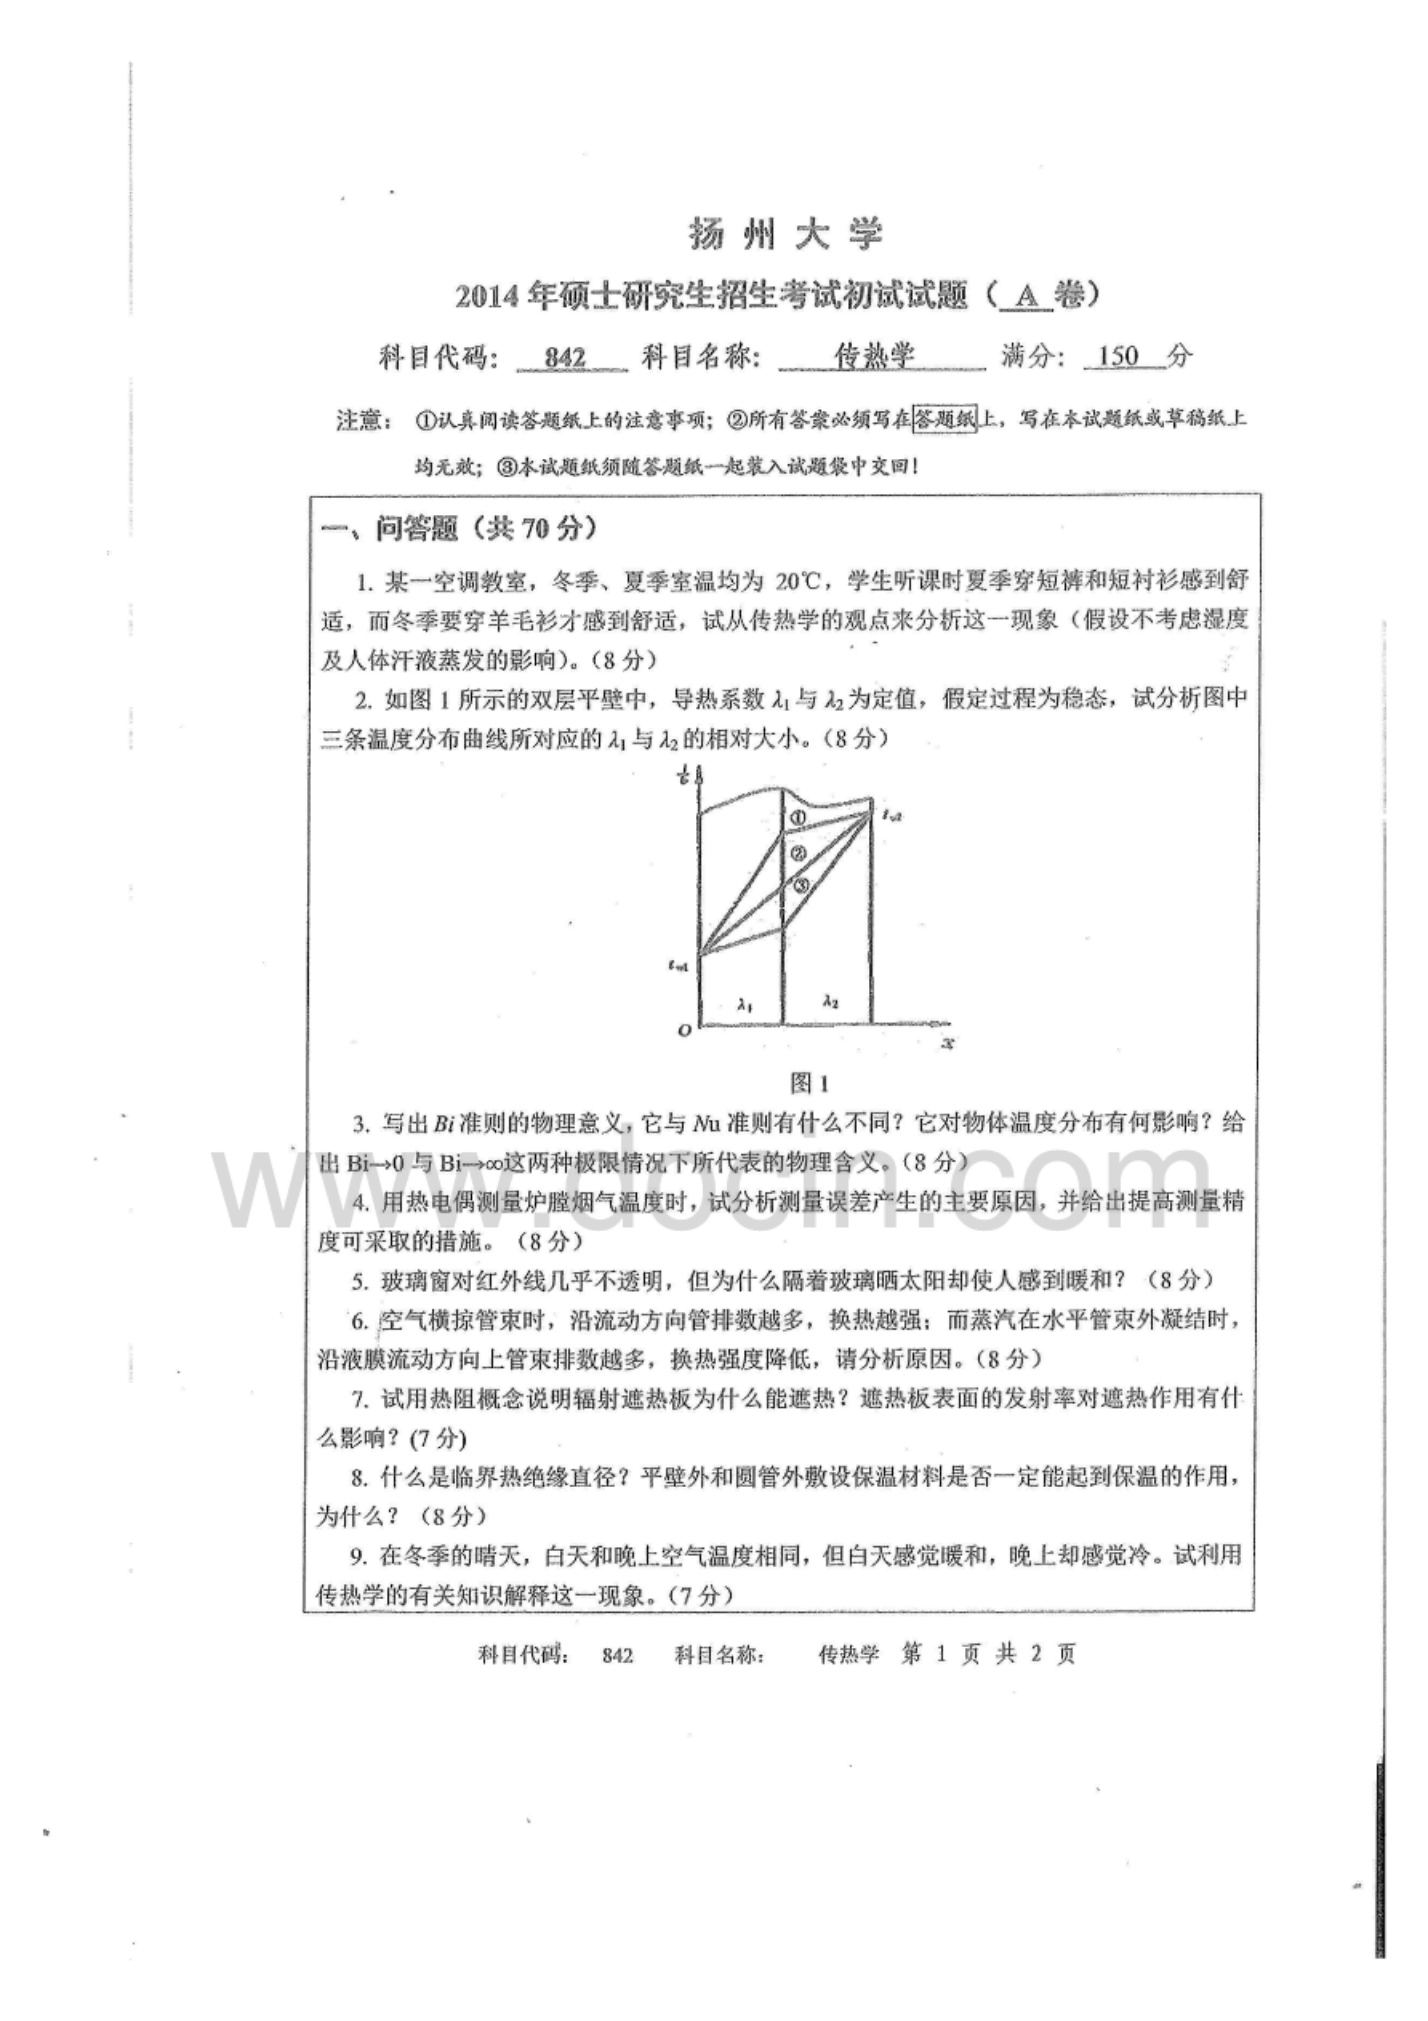 扬州大学
2014年硕士研究生招生考试初试试题（ A 卷）
科目代码： 842 科目名称： 传热学 满分： 150 分
注意： ①认真阅读答题纸上的注意事项；②所有答案必须写在答题纸上，写在本试题纸或草稿纸上
均无效；③本试题纸须随答题纸一起装入试题袋中交回！
一、问答题（共 70 分）
1. 某一空调教室，冬季、夏季室温均为 20℃，学生听课时夏季穿短裤和短衬衫感到舒
适，而冬季要穿羊毛衫才感到舒适，试从传热学的观点来分析这一现象（假设不考虑湿度
及人体汗液蒸发的影响）。（8 分）
2. 如图 1 所示的双层平壁中，导热系数 λ1 与 λ2 为定值，假定过程为稳态，试分析图中
三条温度分布曲线所对应的 λ1 与 λ2 的相对大小。（8 分）
t
①
tw2
②
③
tw1
λ1
λ2
O
x
图 1
3. 写出 Bi 准则的物理意义，它与 Nu 准则有什么不同？它对物体温度分布有何影响？给
出 Bi→0 与 Bi→∞这两种极限情况下所代表的物理含义。（8 分）
www.docin.com
4. 用热电偶测量炉膛烟气温度时，试分析测量误差产生的主要原因，并给出提高测量精
度可采取的措施。（8 分）
5. 玻璃窗对红外线几乎不透明，但为什么隔着玻璃晒太阳却使人感到暖和？（8 分）
6. 空气横掠管束时，沿流动方向管排数越多，换热越强；而蒸汽在水平管束外凝结时，
沿液膜流动方向上管束排数越多，换热强度降低，请分析原因。（8 分）
7. 试用热阻概念说明辐射遮热板为什么能遮热？遮热板表面的发射率对遮热作用有什
么影响？(7 分)
8. 什么是临界热绝缘直径？平壁外和圆管外敷设保温材料是否一定能起到保温的作用，
为什么？（8 分）
9. 在冬季的晴天，白天和晚上空气温度相同，但白天感觉暖和，晚上却感觉冷。试利用
传热学的有关知识解释这一现象。（7 分）
科目代码： 842 科目名称： 传热学 第 1 页 共 2 页